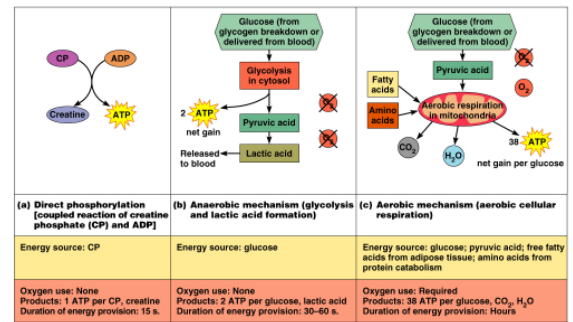 CP
ADP
Creatine
ATP
Glucose (from
glycogen breakdown or
delivered from blood)
Glycolysis
in cytosol
O2
2 ATP
net gain
Pyruvic acid
O2
Released
to blood
Lactic acid
Glucose (from
glycogen breakdown or
delivered from blood)
O2
Pyruvic acid
O2
Fatty
acids
Amino
acids
Aerobic respiration
in mitochondria
CO2
H2O
38 ATP
net gain per glucose
(a) Direct phosphorylation
[coupled reaction of creatine
phosphate (CP) and ADP]
(b) Anaerobic mechanism (glycolysis
and lactic acid formation)
(c) Aerobic mechanism (aerobic cellular
respiration)
Energy source: CP
Energy source: glucose
Energy source: glucose; pyruvic acid; free fatty
acids from adipose tissue; amino acids from
protein catabolism
Oxygen use: None
Products: 1 ATP per CP, creatine
Duration of energy provision: 15 s.
Oxygen use: None
Products: 2 ATP per glucose, lactic acid
Duration of energy provision: 30–60 s.
Oxygen use: Required
Products: 38 ATP per glucose, CO2, H2O
Duration of energy provision: Hours